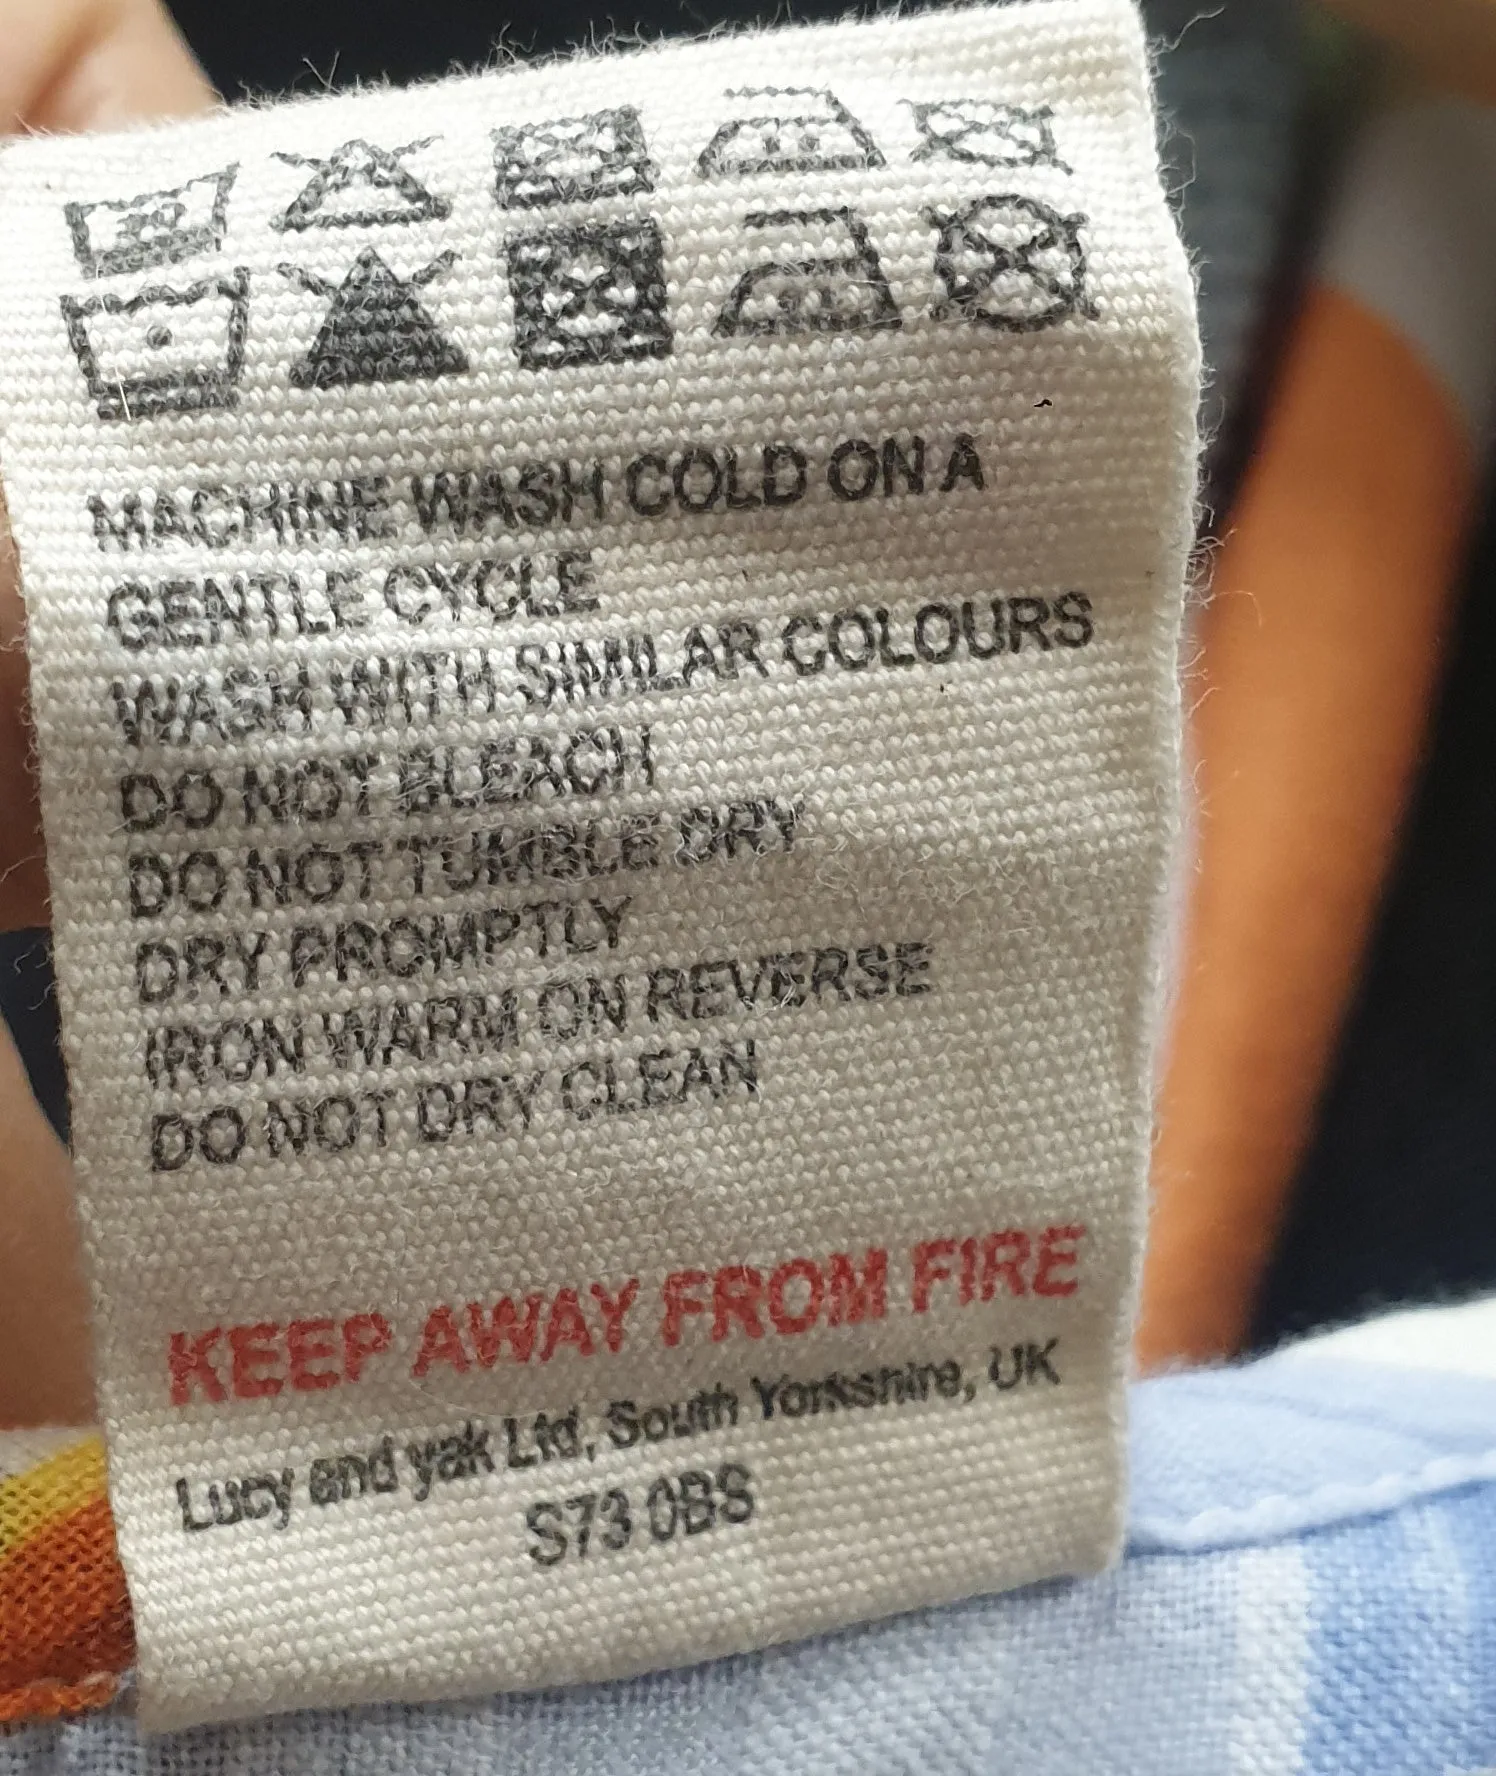 MACHINE WASH COLD ON A
GENTLE CYCLE
WASH WITH SIMILAR COLOURS
DO NOT BLEACH
DO NOT TUMBLE DRY
DRY PROMPTLY
IRON WARM ON REVERSE
DO NOT DRY CLEAN
KEEP AWAY FROM FIRE
Lucy and yak Ltd, South Yorkshire, UK
S73 0BS